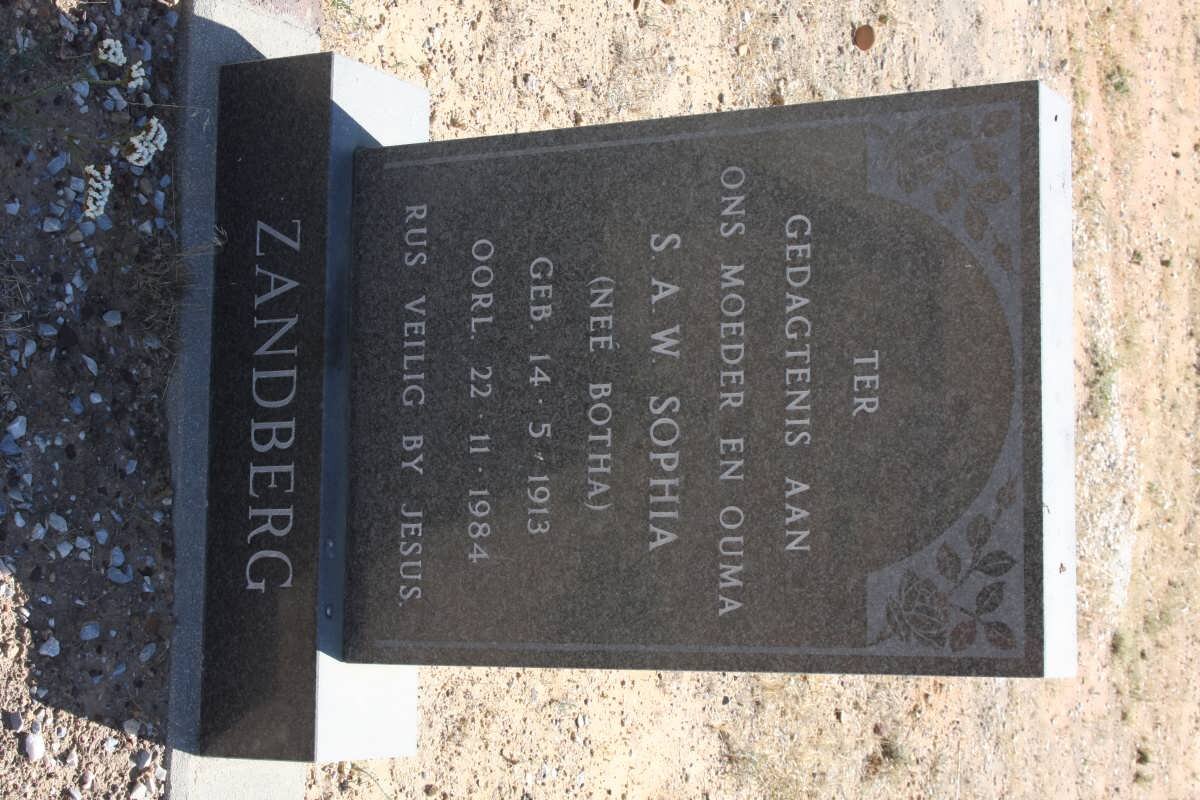 TER
GEDAGTENIS AAN
ONS MOEDER EN OUMA
S. A. W. SOPHIA
(NEÉ BOTHA)
GEB. 14 · 5 · 1913
OORL. 22 · 11 · 1984
RUS VEILIG BY JESUS.
ZANDBERG